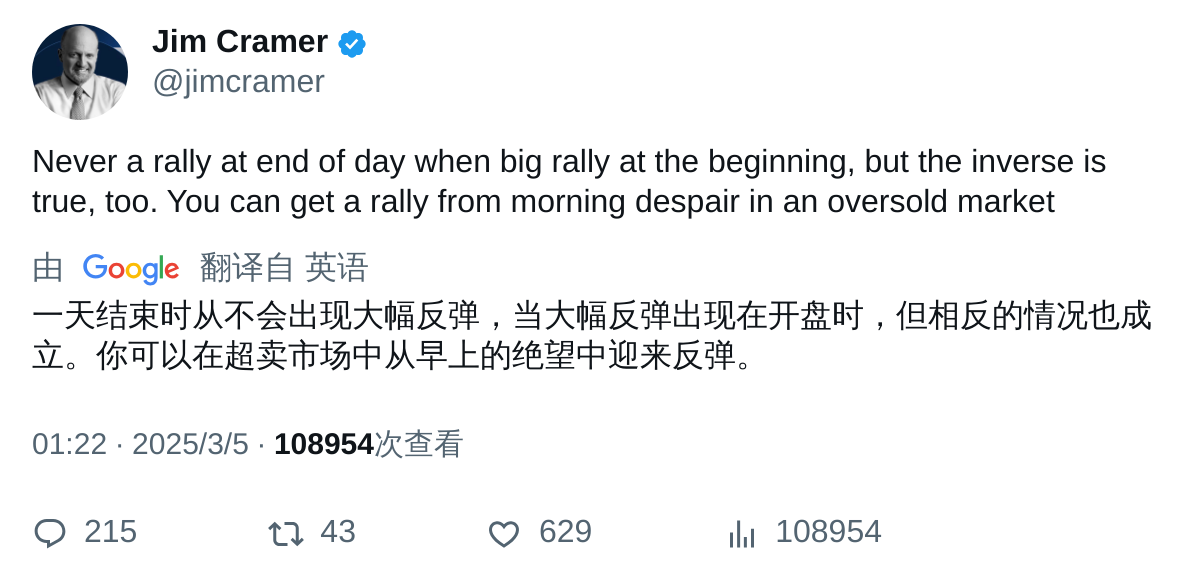 Jim Cramer
@jimcramer
Never a rally at end of day when big rally at the beginning, but the inverse is
true, too. You can get a rally from morning despair in an oversold market
由 Google 翻译自 英语
一天结束时从不会出现大幅反弹，当大幅反弹出现在开盘时，但相反的情况也成
立。你可以在超卖市场中从早上的绝望中迎来反弹。
01:22 · 2025/3/5 · 108954次查看
215 43 629 108954